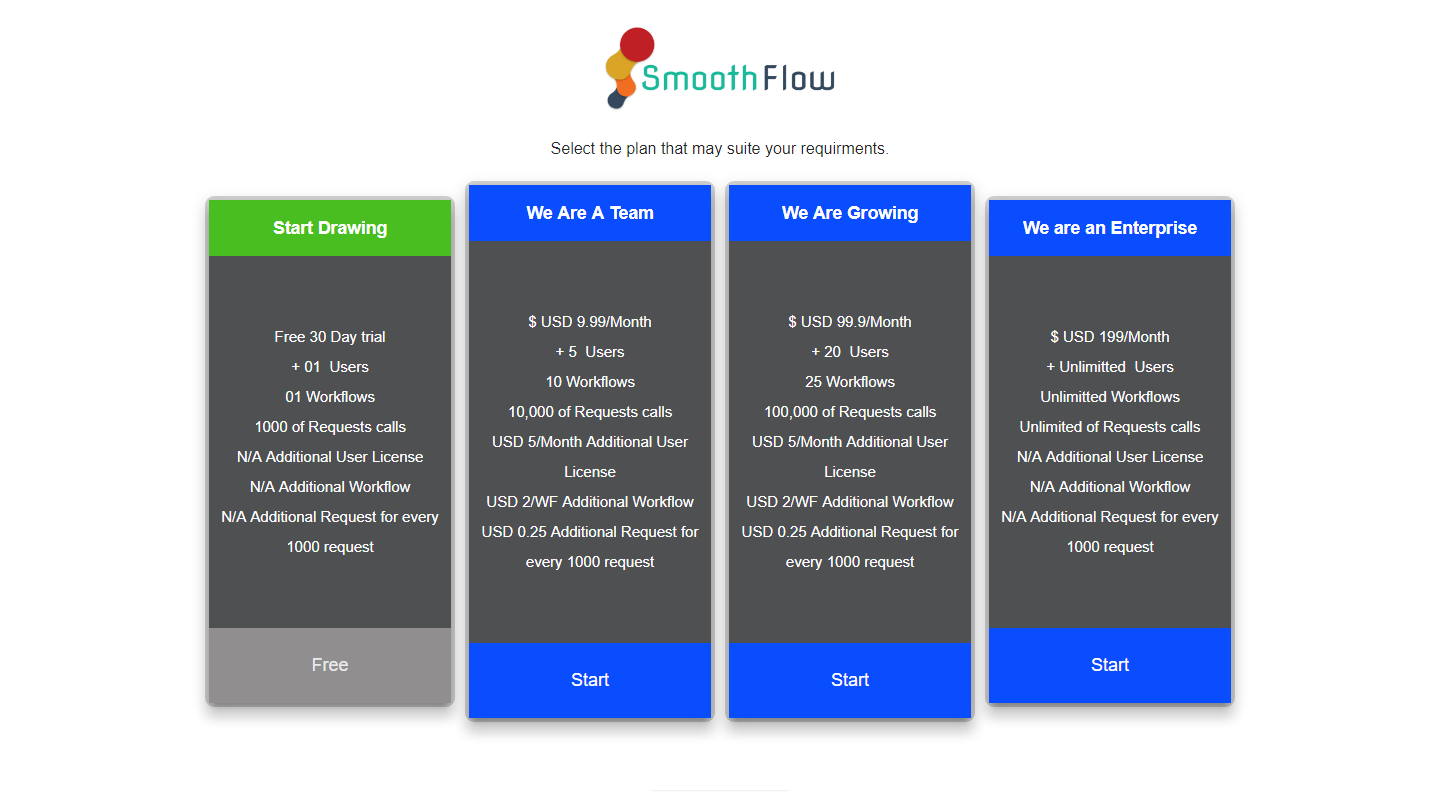 Smooth Flow
Select the plan that may suite your requirments.
Start Drawing
Free 30 Day trial
+ 01 Users
01 Workflows
1000 of Requests calls
N/A Additional User License
N/A Additional Workflow
N/A Additional Request for every
1000 request
Free
We Are A Team
$ USD 9.99/Month
+ 5 Users
10 Workflows
10,000 of Requests calls
USD 5/Month Additional User
License
USD 2/WF Additional Workflow
USD 0.25 Additional Request for
every 1000 request
Start
We Are Growing
$ USD 99.9/Month
+ 20 Users
25 Workflows
100,000 of Requests calls
USD 5/Month Additional User
License
USD 2/WF Additional Workflow
USD 0.25 Additional Request for
every 1000 request
Start
We are an Enterprise
$ USD 199/Month
+ Unlimitted Users
Unlimitted Workflows
Unlimited of Requests calls
N/A Additional User License
N/A Additional Workflow
N/A Additional Request for every
1000 request
Start